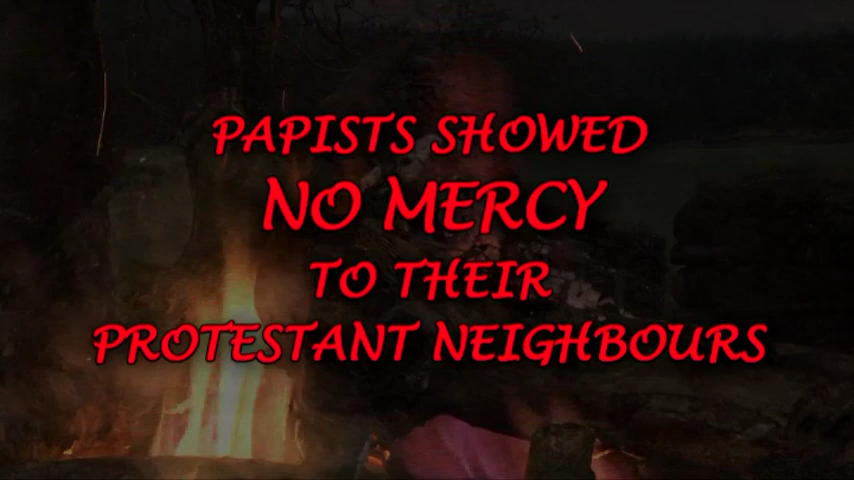 PAPISTS SHOWED
NO MERCY
TO THEIR
PROTESTANT NEIGHBOURS